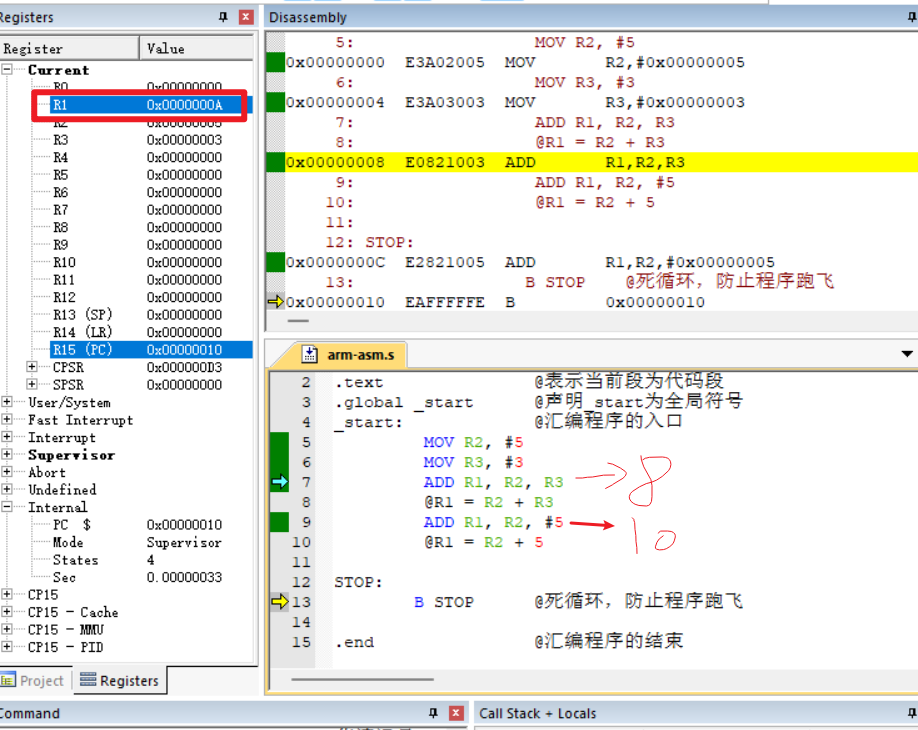 Registers
Register Value
Current
R0 0x00000000
R1 0x0000000A
R2 0x00000005
R3 0x00000003
R4 0x00000000
R5 0x00000000
R6 0x00000000
R7 0x00000000
R8 0x00000000
R9 0x00000000
R10 0x00000000
R11 0x00000000
R12 0x00000000
R13 (SP) 0x00000000
R14 (LR) 0x00000000
R15 (PC) 0x00000010
CPSR 0x000000D3
SPSR 0x00000000
User/System
Fast Interrupt
Interrupt
Supervisor
Abort
Undefined
Internal
PC $ 0x00000010
Mode Supervisor
States 4
Sec 0.00000033
CP15
CP15 - Cache
CP15 - MMU
CP15 - PID
Project Registers
Disassembly
5: MOV R2, #5
0x00000000 E3A02005 MOV R2,#0x00000005
6: MOV R3, #3
0x00000004 E3A03003 MOV R3,#0x00000003
7: ADD R1, R2, R3
8: @R1 = R2 + R3
0x00000008 E0821003 ADD R1,R2,R3
9: ADD R1, R2, #5
10: @R1 = R2 + 5
11:
12: STOP:
0x0000000C E2821005 ADD R1,R2,#0x00000005
13: B STOP @死循环, 防止程序跑飞
0x00000010 EAFFFFFE B 0x00000010
arm-asm.s
2 .text @表示当前段为代码段
3 .global _start @声明_start为全局符号
4 _start: @汇编程序的入口
5 MOV R2, #5
6 MOV R3, #3
7 ADD R1, R2, R3 8
8 @R1 = R2 + R3
9 ADD R1, R2, #5 10
10 @R1 = R2 + 5
11
12 STOP:
13 B STOP @死循环, 防止程序跑飞
14
15 .end @汇编程序的结束
Command
Call Stack + Locals